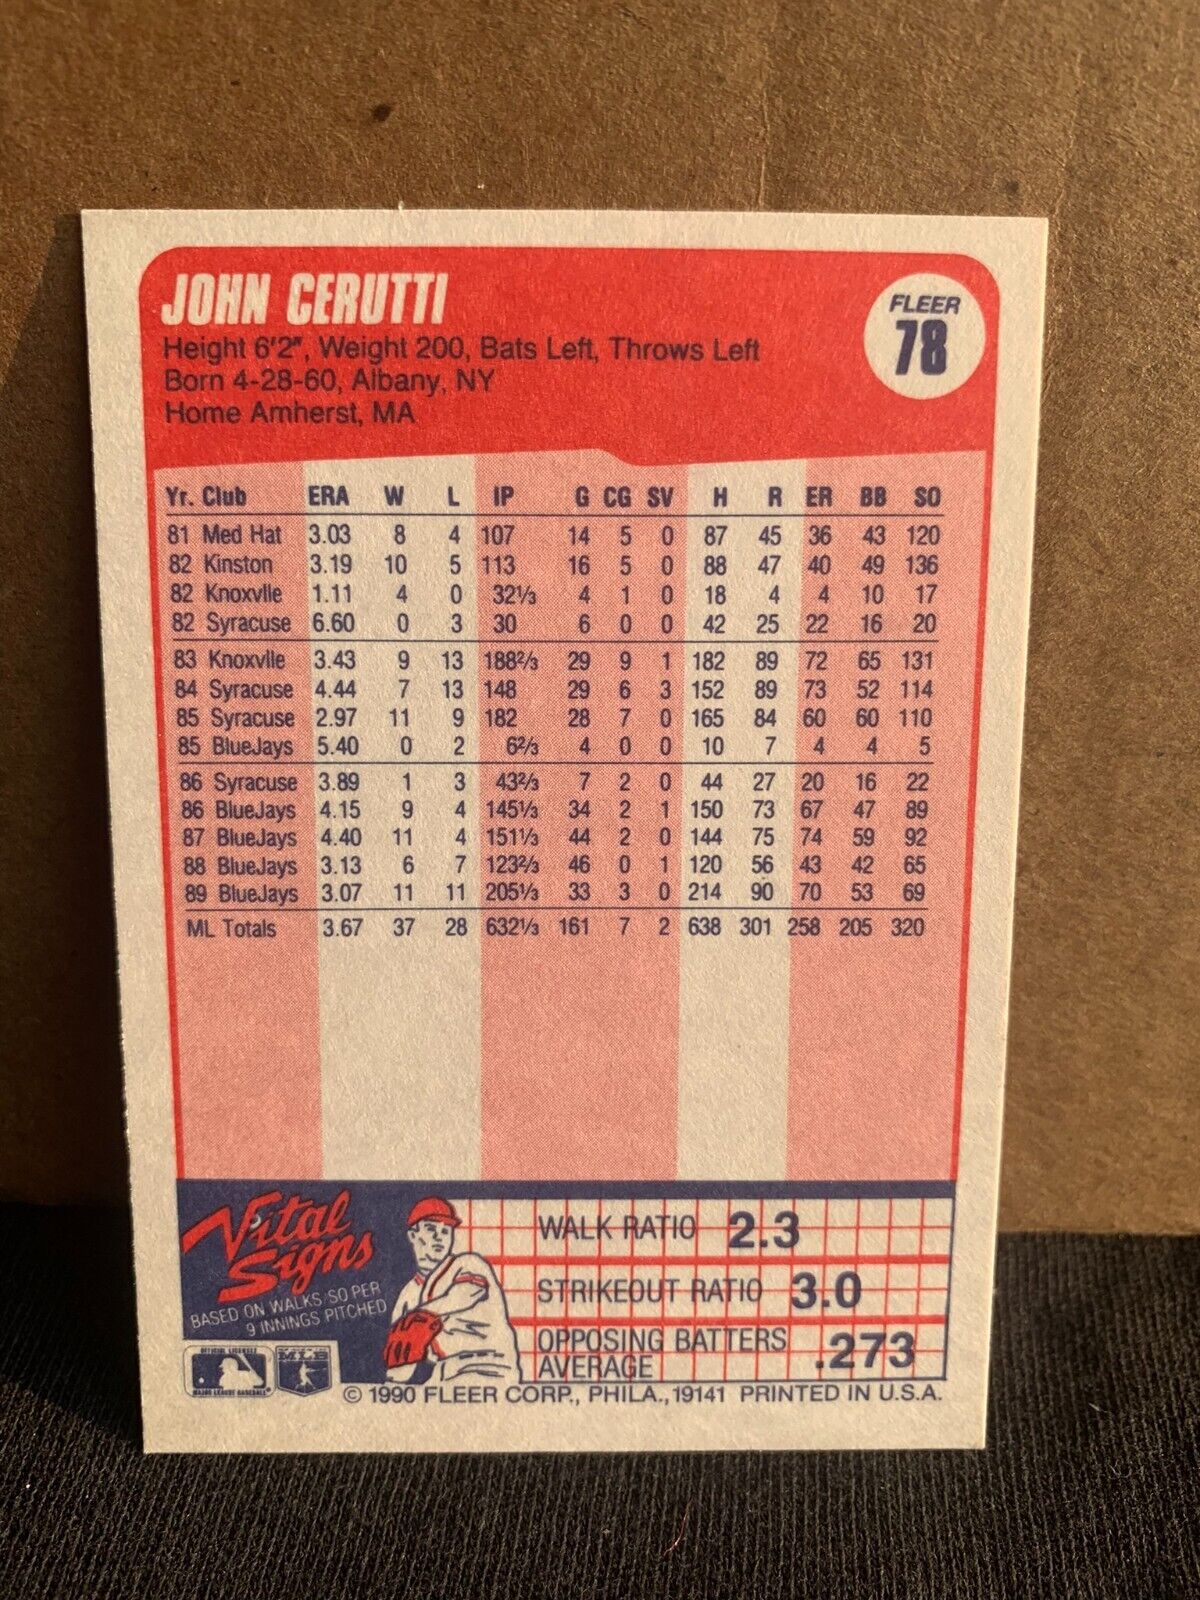 JOHN CERUTTI
FLEER
78
Height 6'2", Weight 200, Bats Left, Throws Left
Born 4-28-60, Albany, NY
Home Amherst, MA
Yr. Club ERA W L IP G CG SV H R ER BB SO
81 Med Hat 3.03 8 4 107 14 5 0 87 45 36 43 120
82 Kinston 3.19 10 5 113 16 5 0 88 47 40 49 136
82 Knoxvlle 1.11 4 0 32⅓ 4 1 0 18 4 4 10 17
82 Syracuse 6.60 0 3 30 6 0 0 42 25 22 16 20
83 Knoxvlle 3.43 9 13 188⅔ 29 9 1 182 89 72 65 131
84 Syracuse 4.44 7 13 148 29 6 3 152 89 73 52 114
85 Syracuse 2.97 11 9 182 28 7 0 165 84 60 60 110
85 BlueJays 5.40 0 2 6⅔ 4 0 0 10 7 4 4 5
86 Syracuse 3.89 1 3 43⅔ 7 2 0 44 27 20 16 22
86 BlueJays 4.15 9 4 145⅓ 34 2 1 150 73 67 47 89
87 BlueJays 4.40 11 4 151⅓ 44 2 0 144 75 74 59 92
88 BlueJays 3.13 6 7 123⅔ 46 0 1 120 56 43 42 65
89 BlueJays 3.07 11 11 205⅓ 33 3 0 214 90 70 53 69
ML Totals 3.67 37 28 632⅓ 161 7 2 638 301 258 205 320
Vital
Signs
BASED ON WALKS/SO PER
9 INNINGS PITCHED
WALK RATIO 2.3
STRIKEOUT RATIO 3.0
OPPOSING BATTERS
AVERAGE .273
OFFICIAL LICENSEE
MAJOR LEAGUE BASEBALL
MLB
© 1990 FLEER CORP., PHILA., 19141 PRINTED IN U.S.A.